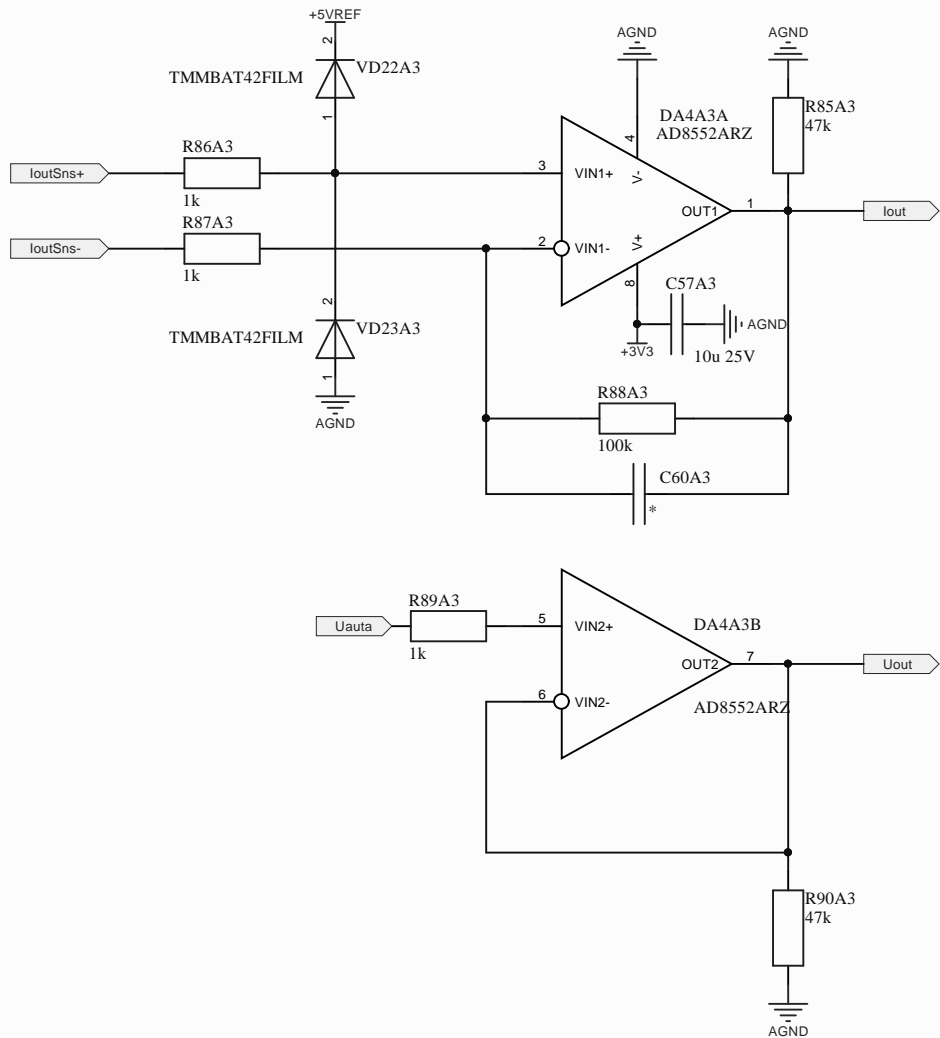 +5VREF
2
TMMBAT42FILM
VD22A3
1
AGND
AGND
DA4A3A
AD8552ARZ
R85A3
47k
4
IoutSns+
R86A3
1k
3
VIN1+
V-
OUT1
1
Iout
IoutSns-
R87A3
1k
2
VIN1-
V+
8
C57A3
AGND
+3V3
10u 25V
2
TMMBAT42FILM
VD23A3
1
AGND
R88A3
100k
C60A3
*
Uauta
R89A3
1k
5
VIN2+
DA4A3B
OUT2
7
Uout
6
VIN2-
AD8552ARZ
R90A3
47k
AGND